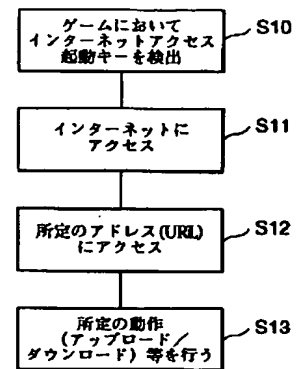 ゲームにおいて
インターネットアクセス
起動キーを検出
S10
インターネットに
アクセス
S11
所定のアドレス(URL)
にアクセス
S12
所定の動作
(アップロード/
ダウンロード) 等を行う
S13